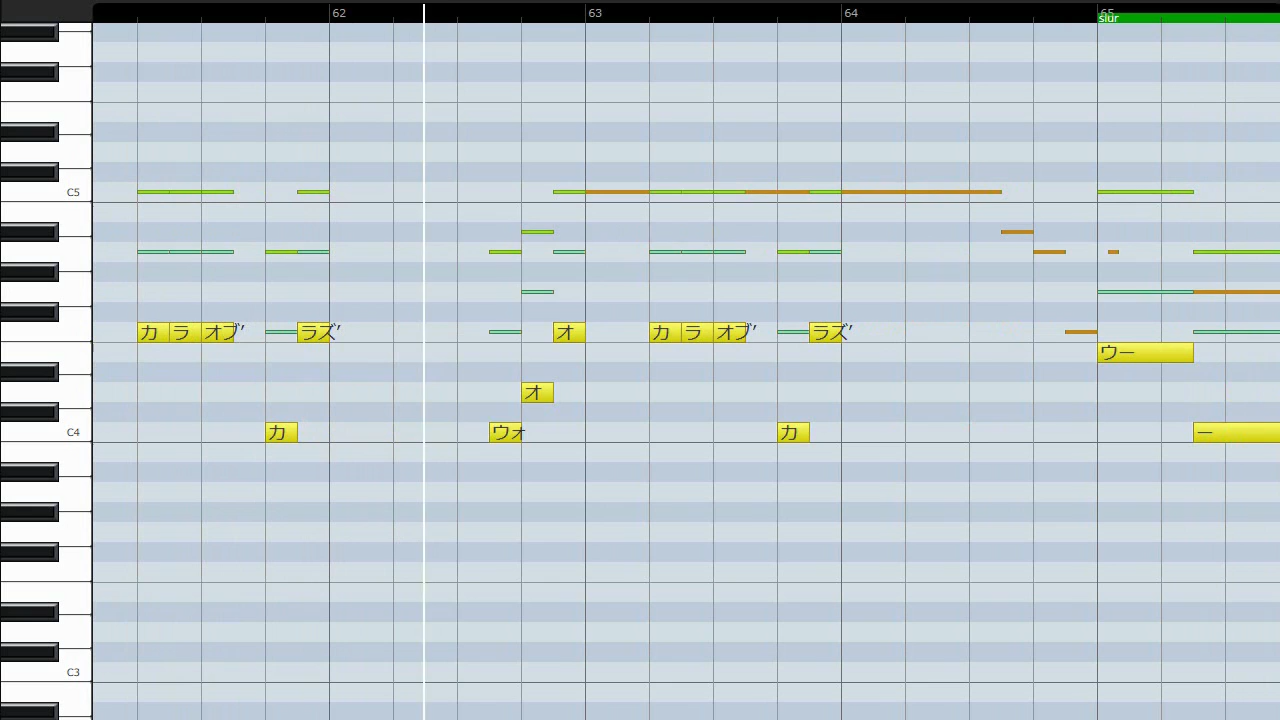 62 63 64 65
slur
C5
カ ラ オブ' ラズ' オ カ ラ オブ' ラズ'
ウー
オ
C4 カ ウォ カ ー
C3